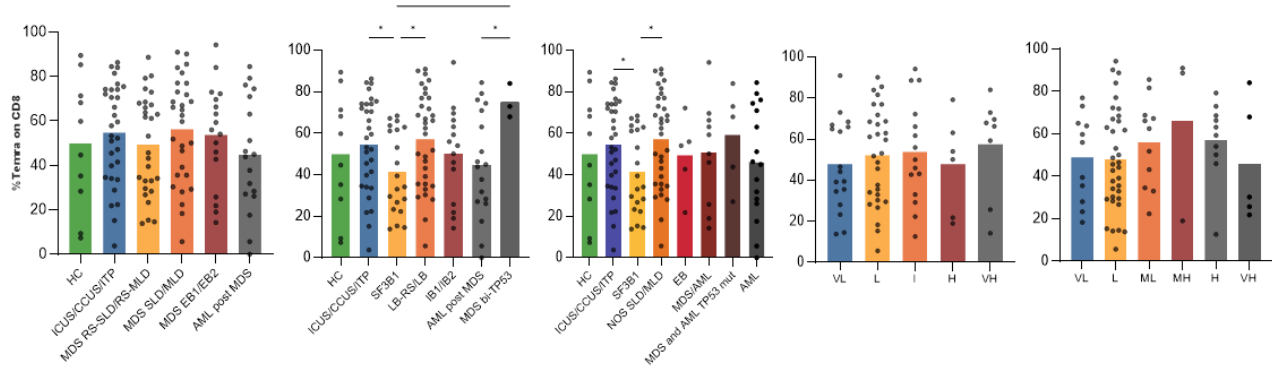 %Temra on CD8
100
80
60
40
20
0
HC
ICUS/CCUS/ITP
MDS RS-SLD/RS-MLD
MDS SLD/MLD
MDS EB1/EB2
AML post MDS
100
80
60
40
20
0
* * *
HC
ICUS/CCUS/ITP
SF3B1
LB-RS/LB
IB1/IB2
AML post MDS
MDS bi-TP53
100
80
60
40
20
0
* *
HC
ICUS/CCUS/ITP
SF3B1
NOS SLD/MLD
EB
MDS/AML
MDS and AML TP53 mut
AML
100
80
60
40
20
0
VL L I H VH
100
80
60
40
20
0
VL L ML MH H VH